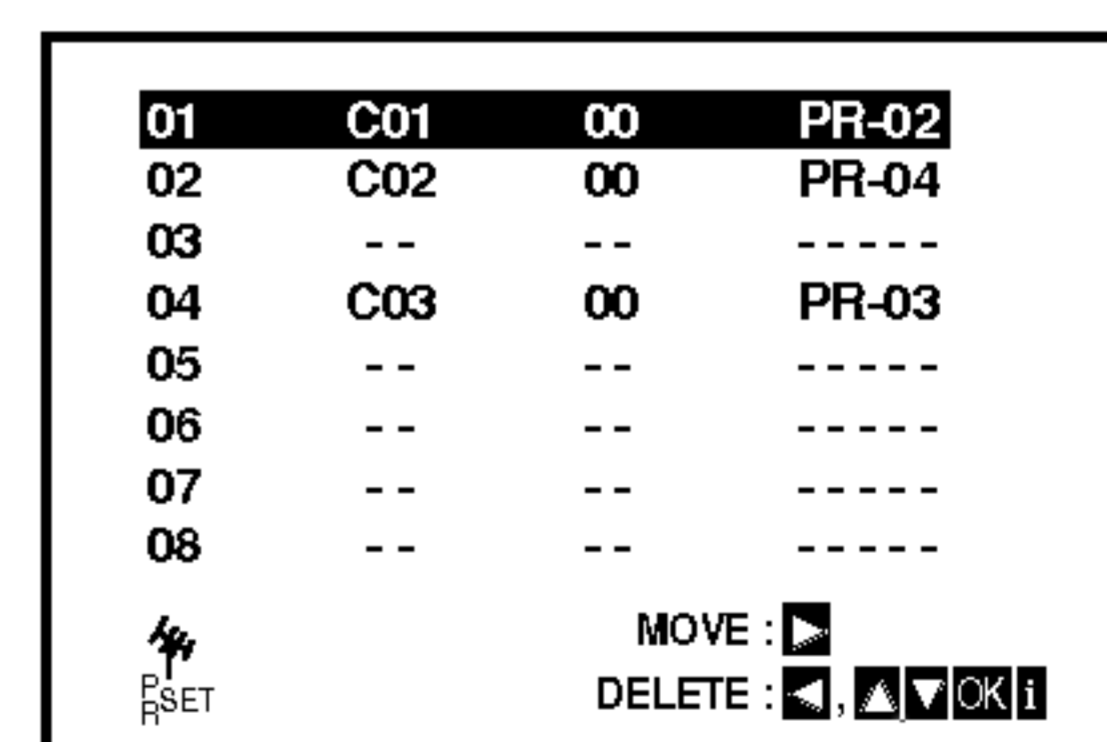 01 C01 00 PR-02
02 C02 00 PR-04
03 -- -- -----
04 C03 00 PR-03
05 -- -- -----
06 -- -- -----
07 -- -- -----
08 -- -- -----
MOVE : ▷
PR SET
DELETE : ◁ , △ ▽ OK i